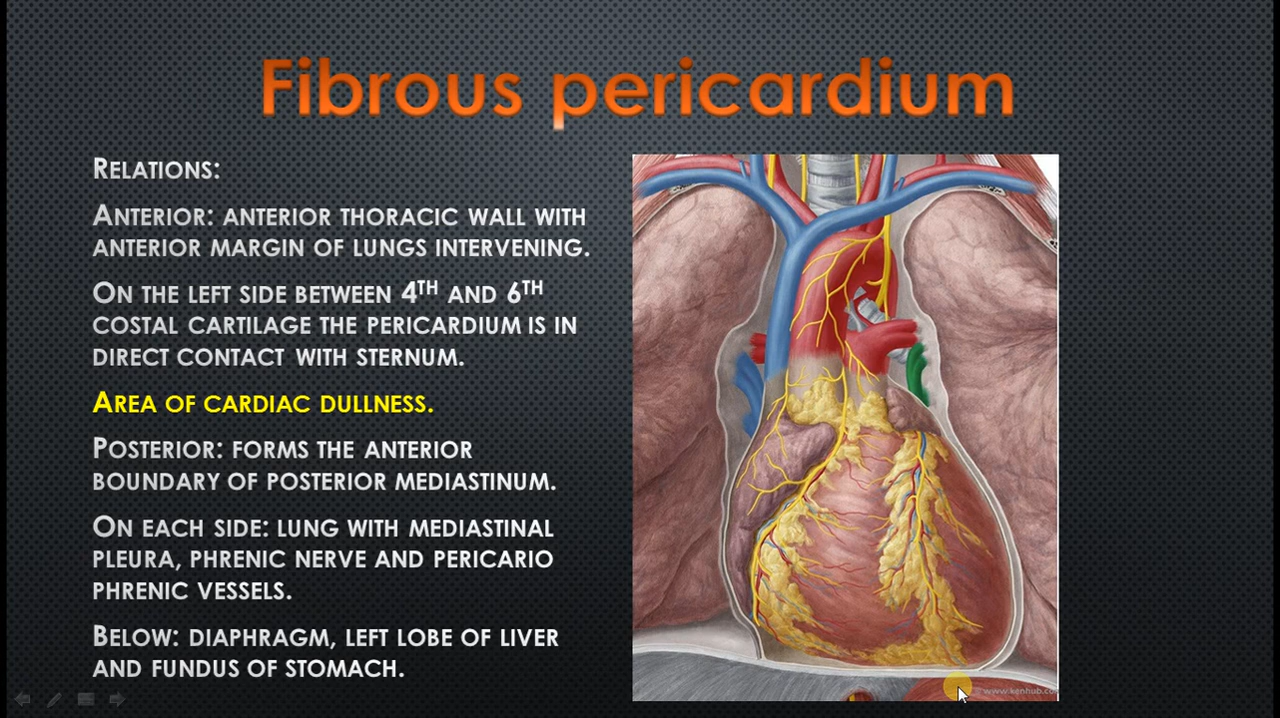 Fibrous pericardium
RELATIONS:
ANTERIOR: ANTERIOR THORACIC WALL WITH
ANTERIOR MARGIN OF LUNGS INTERVENING.
ON THE LEFT SIDE BETWEEN 4TH AND 6TH
COSTAL CARTILAGE THE PERICARDIUM IS IN
DIRECT CONTACT WITH STERNUM.
AREA OF CARDIAC DULLNESS.
POSTERIOR: FORMS THE ANTERIOR
BOUNDARY OF POSTERIOR MEDIASTINUM.
ON EACH SIDE: LUNG WITH MEDIASTINAL
PLEURA, PHRENIC NERVE AND PERICARIO
PHRENIC VESSELS.
BELOW: DIAPHRAGM, LEFT LOBE OF LIVER
AND FUNDUS OF STOMACH.
© www.kenhub.co